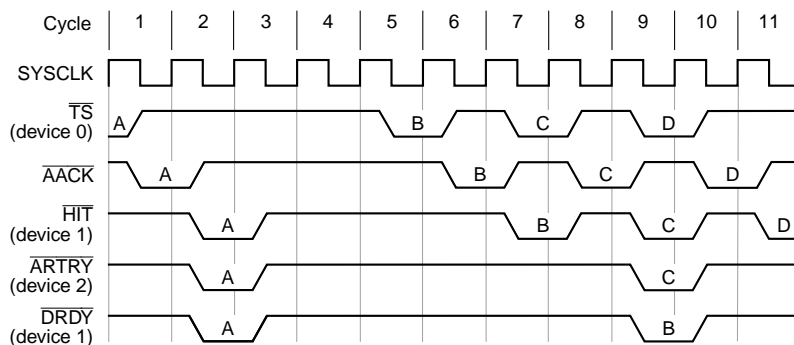 Cycle 1 2 3 4 5 6 7 8 9 10 11
SYSCLK
TS
(device 0)
A B C D
AACK
A B C D
HIT
(device 1)
A B C D
ARTRY
(device 2)
A C
DRDY
(device 1)
A B